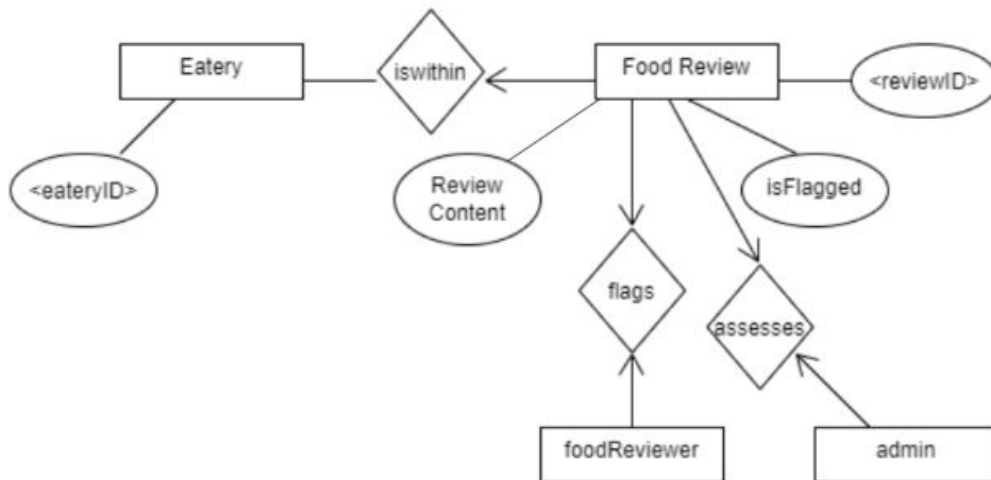 Eatery
iswithin
Food Review
<reviewID>
<eateryID>
Review
Content
isFlagged
flags
assesses
foodReviewer
admin